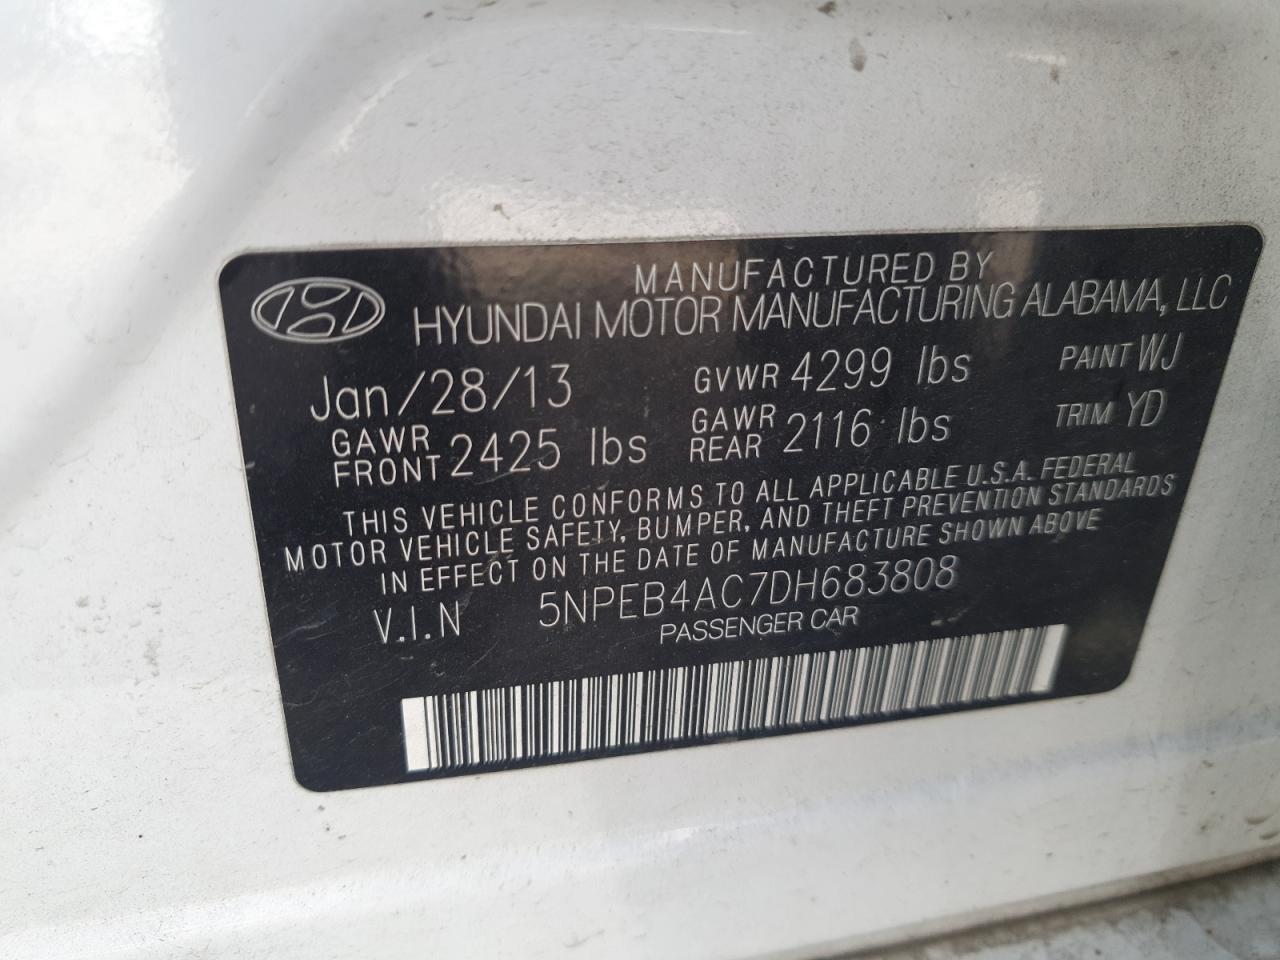 MANUFACTURED BY
HYUNDAI MOTOR MANUFACTURING ALABAMA, LLC
Jan/28/13 GVWR 4299 lbs PAINT WJ
GAWR FRONT 2425 lbs GAWR REAR 2116 lbs TRIM YD
THIS VEHICLE CONFORMS TO ALL APPLICABLE U.S.A. FEDERAL
MOTOR VEHICLE SAFETY, BUMPER, AND THEFT PREVENTION STANDARDS
IN EFFECT ON THE DATE OF MANUFACTURE SHOWN ABOVE
V.I.N 5NPEB4AC7DH683808
PASSENGER CAR